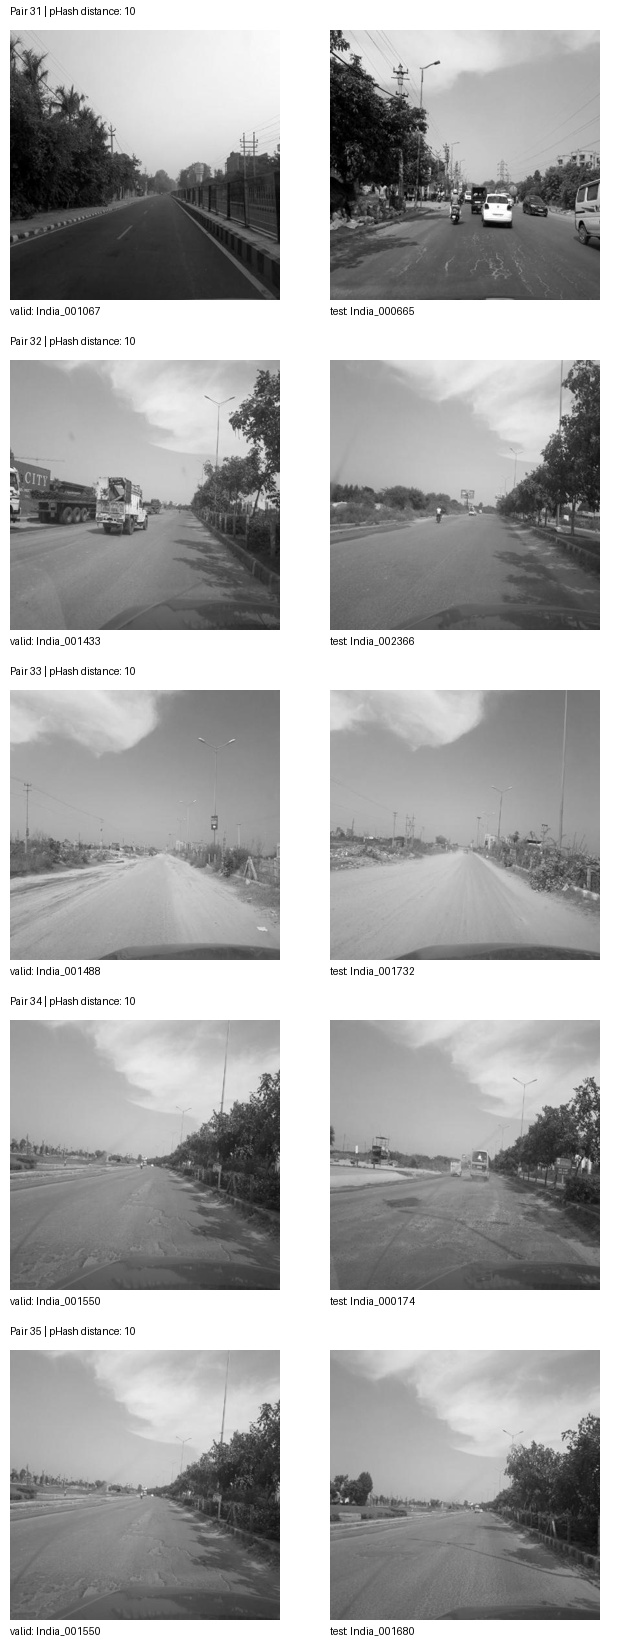 Pair 31 | pHash distance: 10
valid: India_001067
test: India_000665
Pair 32 | pHash distance: 10
CITY
valid: India_001433
test: India_002366
Pair 33 | pHash distance: 10
valid: India_001488
test: India_001732
Pair 34 | pHash distance: 10
valid: India_001550
test: India_000174
Pair 35 | pHash distance: 10
valid: India_001550
test: India_001680